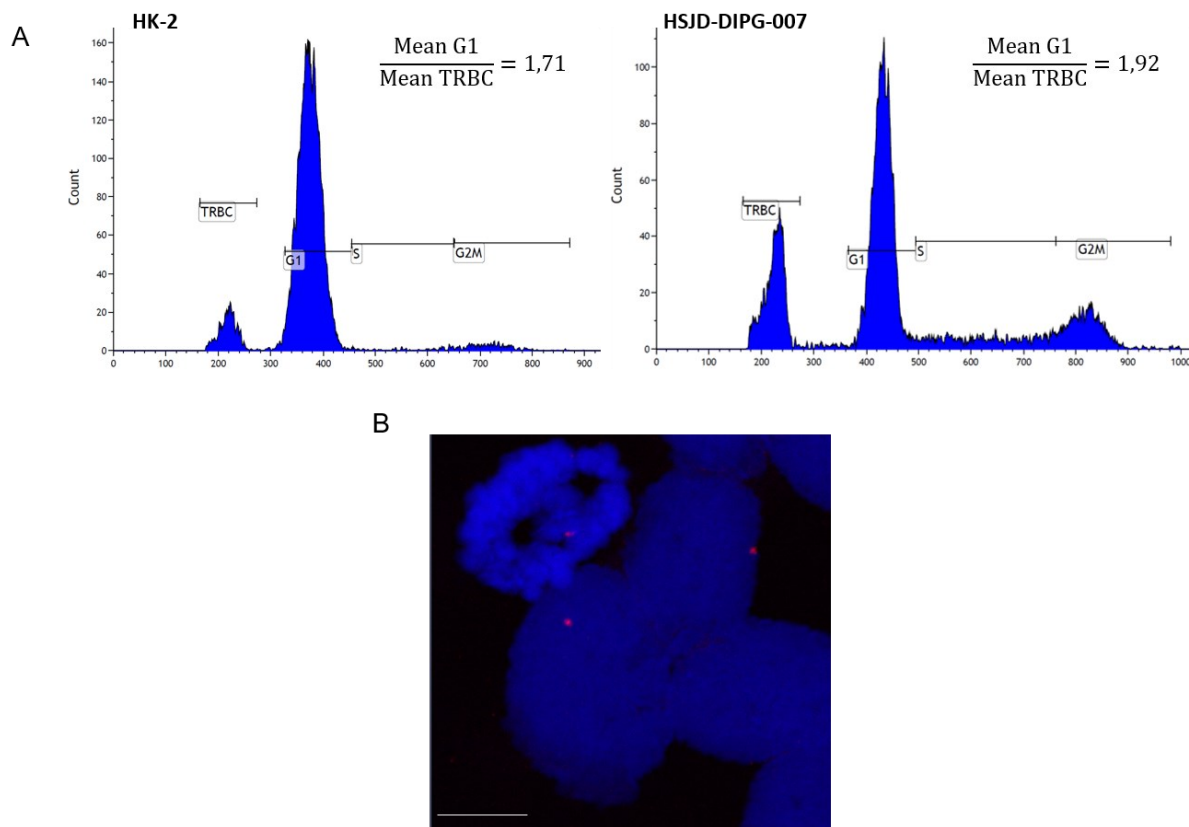 A
HK-2
Mean G1
Mean TRBC
= 1,71
Count
160
140
120
100
80
60
40
20
0
TRBC
G1
S
G2M
0 100 200 300 400 500 600 700 800 900
HSJD-DIPG-007
Mean G1
Mean TRBC
= 1,92
Count
100
80
60
40
20
0
TRBC
G1
S
G2M
0 100 200 300 400 500 600 700 800 900 1000
B